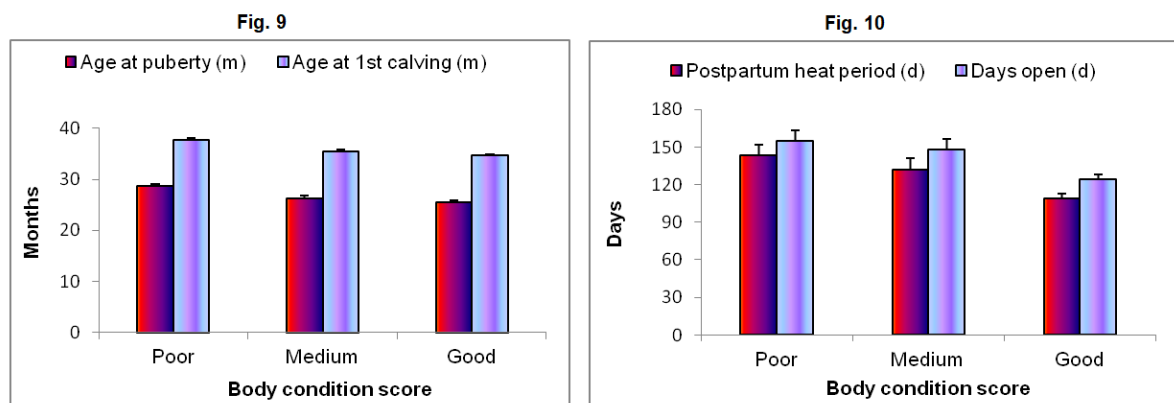 Fig. 9
Age at puberty (m) Age at 1st calving (m)
40
30
20
10
0
Months
Poor Medium Good
Body condition score
Fig. 10
Postpartum heat period (d) Days open (d)
180
150
120
90
60
30
0
Days
Poor Medium Good
Body condition score